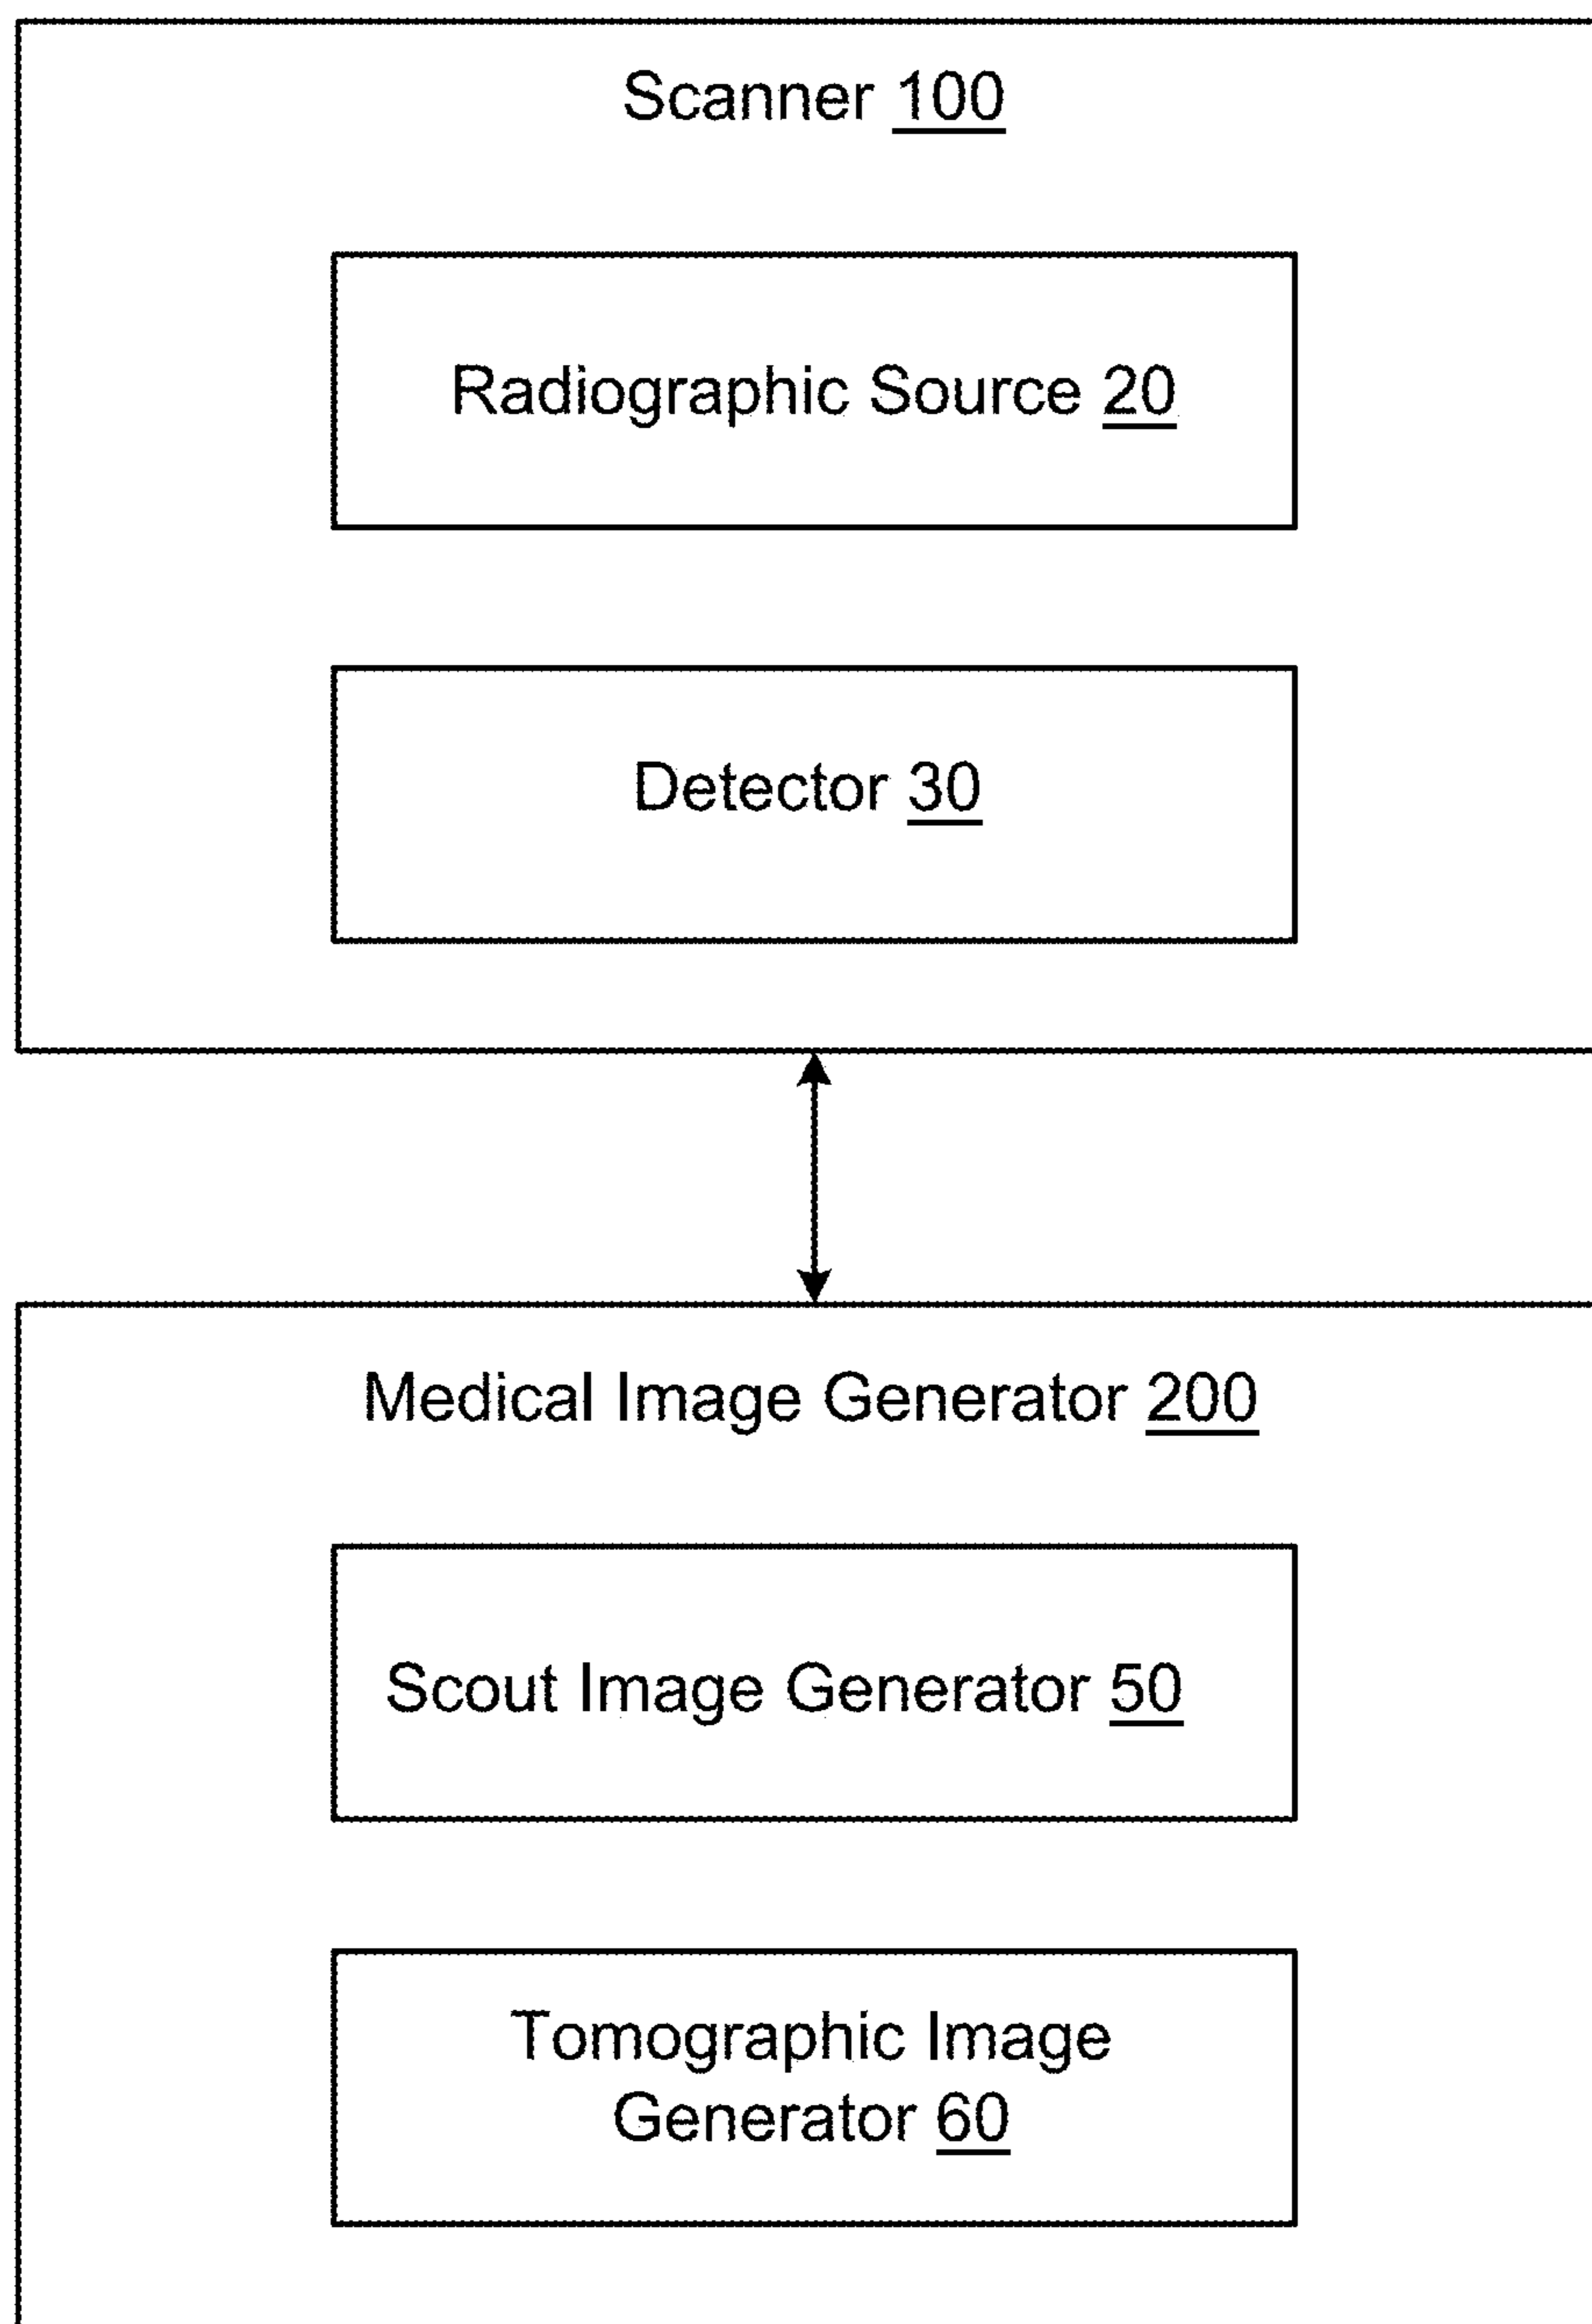 Scanner 100
Radiographic Source 20
Detector 30
Medical Image Generator 200
Scout Image Generator 50
Tomographic Image
Generator 60